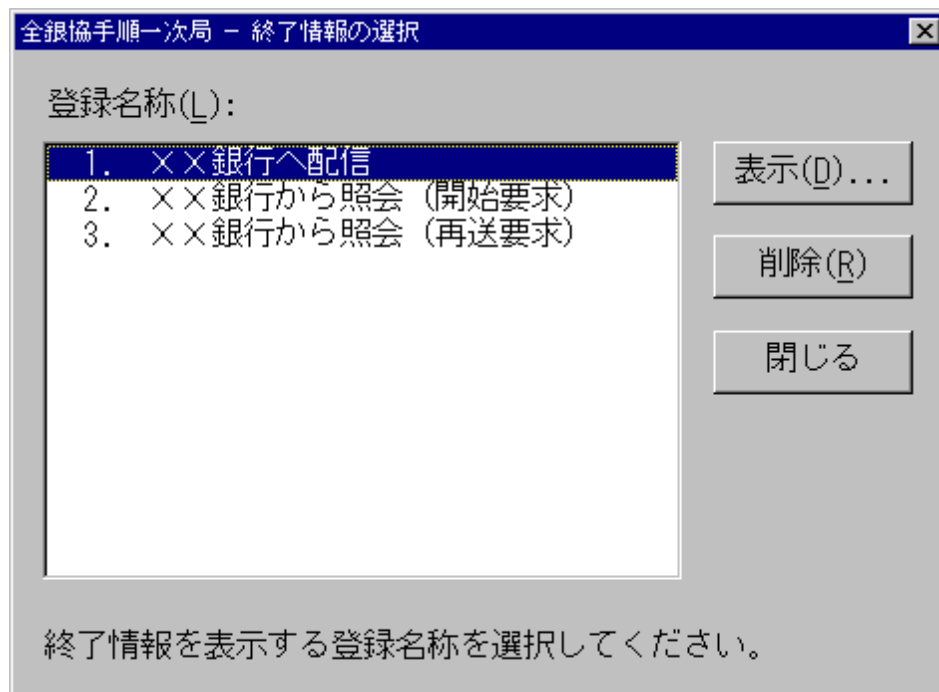 全銀協手順一次局 － 終了情報の選択
登録名称(L):
1. ××銀行へ配信
2. ××銀行から照会（開始要求）
3. ××銀行から照会（再送要求）
表示(D)...
削除(R)
閉じる
終了情報を表示する登録名称を選択してください。